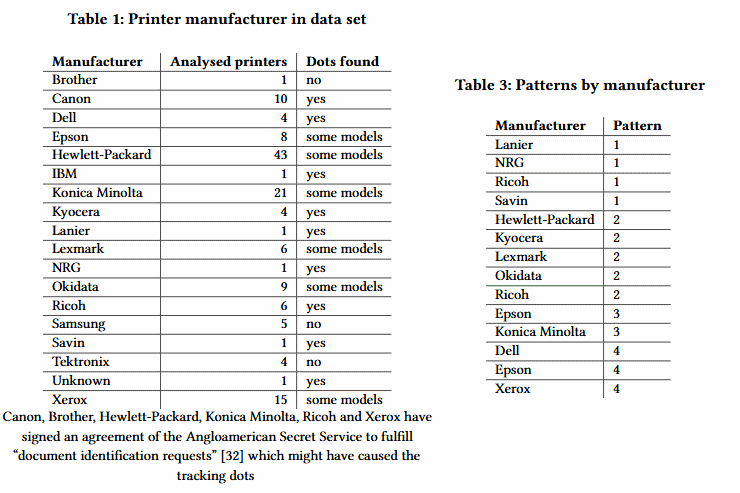 Table 1: Printer manufacturer in data set
Manufacturer Analysed printers Dots found
Brother 1 no
Canon 10 yes
Dell 4 yes
Epson 8 some models
Hewlett-Packard 43 some models
IBM 1 yes
Konica Minolta 21 some models
Kyocera 4 yes
Lanier 1 yes
Lexmark 6 some models
NRG 1 yes
Okidata 9 some models
Ricoh 6 yes
Samsung 5 no
Savin 1 yes
Tektronix 4 no
Unknown 1 yes
Xerox 15 some models
Canon, Brother, Hewlett-Packard, Konica Minolta, Ricoh and Xerox have
signed an agreement of the Angloamerican Secret Service to fulfill
“document identification requests” [32] which might have caused the
tracking dots
Table 3: Patterns by manufacturer
Manufacturer Pattern
Lanier 1
NRG 1
Ricoh 1
Savin 1
Hewlett-Packard 2
Kyocera 2
Lexmark 2
Okidata 2
Ricoh 2
Epson 3
Konica Minolta 3
Dell 4
Epson 4
Xerox 4